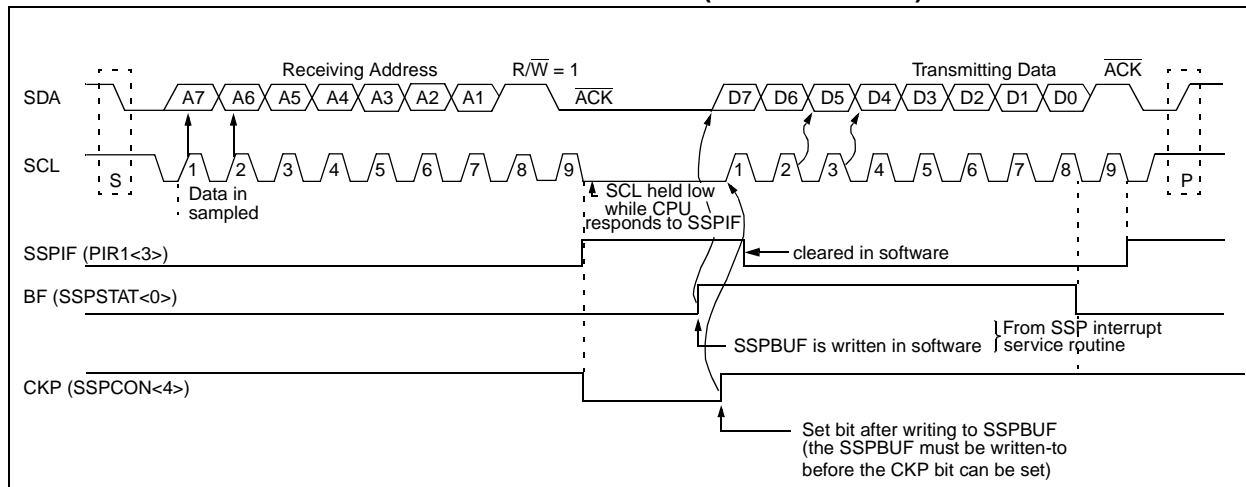 Receiving Address R/W = 1 Transmitting Data ACK
SDA A7 A6 A5 A4 A3 A2 A1 ACK D7 D6 D5 D4 D3 D2 D1 D0
SCL S 1 2 3 4 5 6 7 8 9 1 2 3 4 5 6 7 8 9 P
Data in
sampled
SCL held low
while CPU
responds to SSPIF
SSPIF (PIR1<3>)
cleared in software
BF (SSPSTAT<0>)
SSPBUF is written in software
From SSP interrupt
service routine
CKP (SSPCON<4>)
Set bit after writing to SSPBUF
(the SSPBUF must be written-to
before the CKP bit can be set)